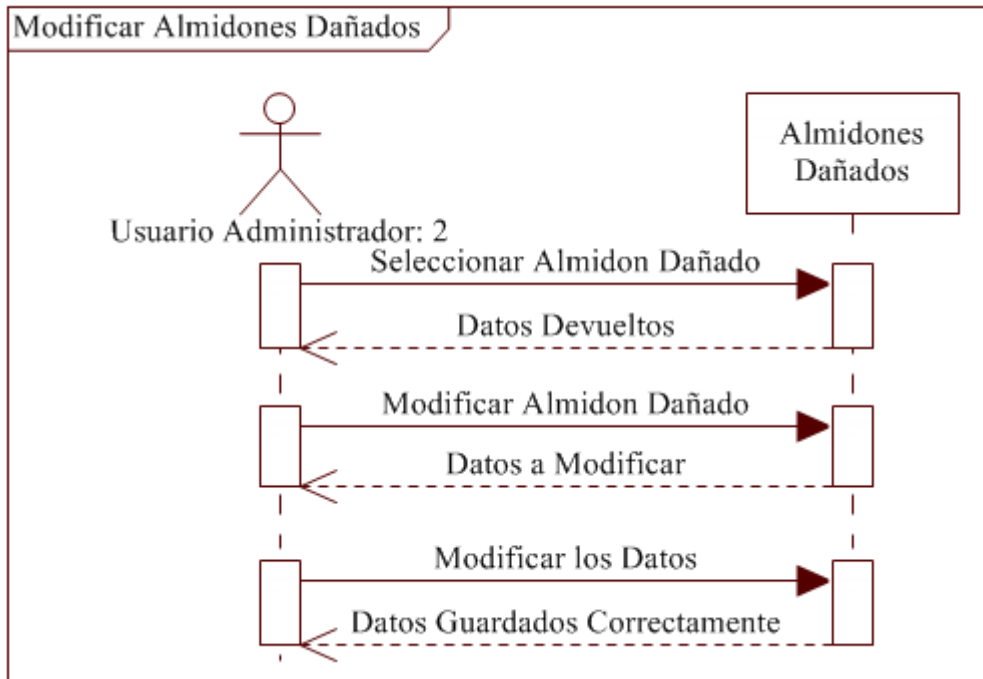 Modificar Almidones Dañados
Almidones
Dañados
Usuario Administrador: 2
Seleccionar Almidon Dañado
Datos Devueltos
Modificar Almidon Dañado
Datos a Modificar
Modificar los Datos
Datos Guardados Correctamente